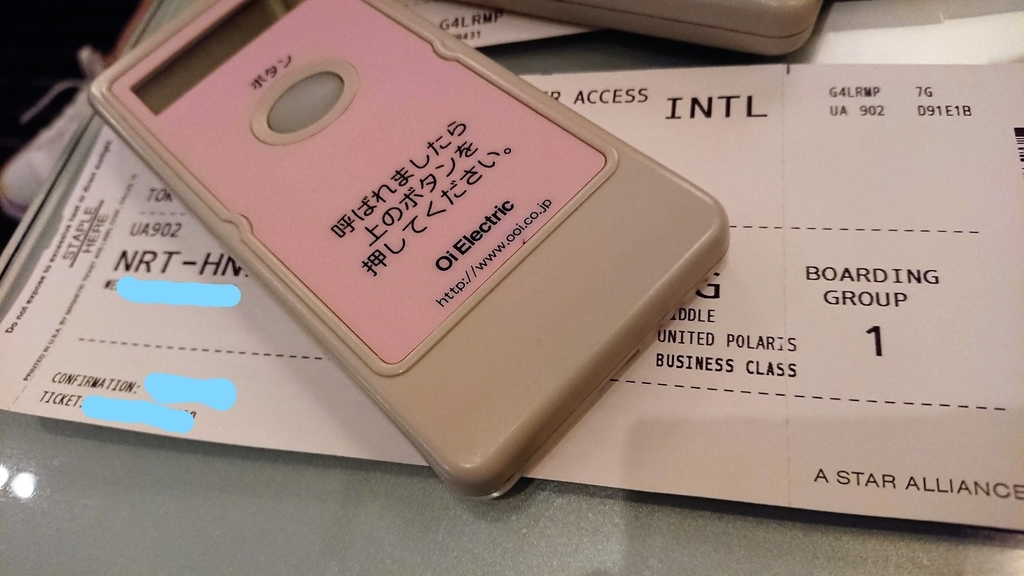 G4LRMP
ボタン
呼ばれましたら
上のボタンを
押してください。
OI Electric
http://www.ooi.co.jp
ACCESS
INTL
G4LRMP 7G
UA 902 D91E1B
STAPLE
HERE
UA902
NRT-HN
CONFIRMATION:
TICKET:
UNITED POLARIS
BUSINESS CLASS
BOARDING
GROUP
1
A STAR ALLIANCE